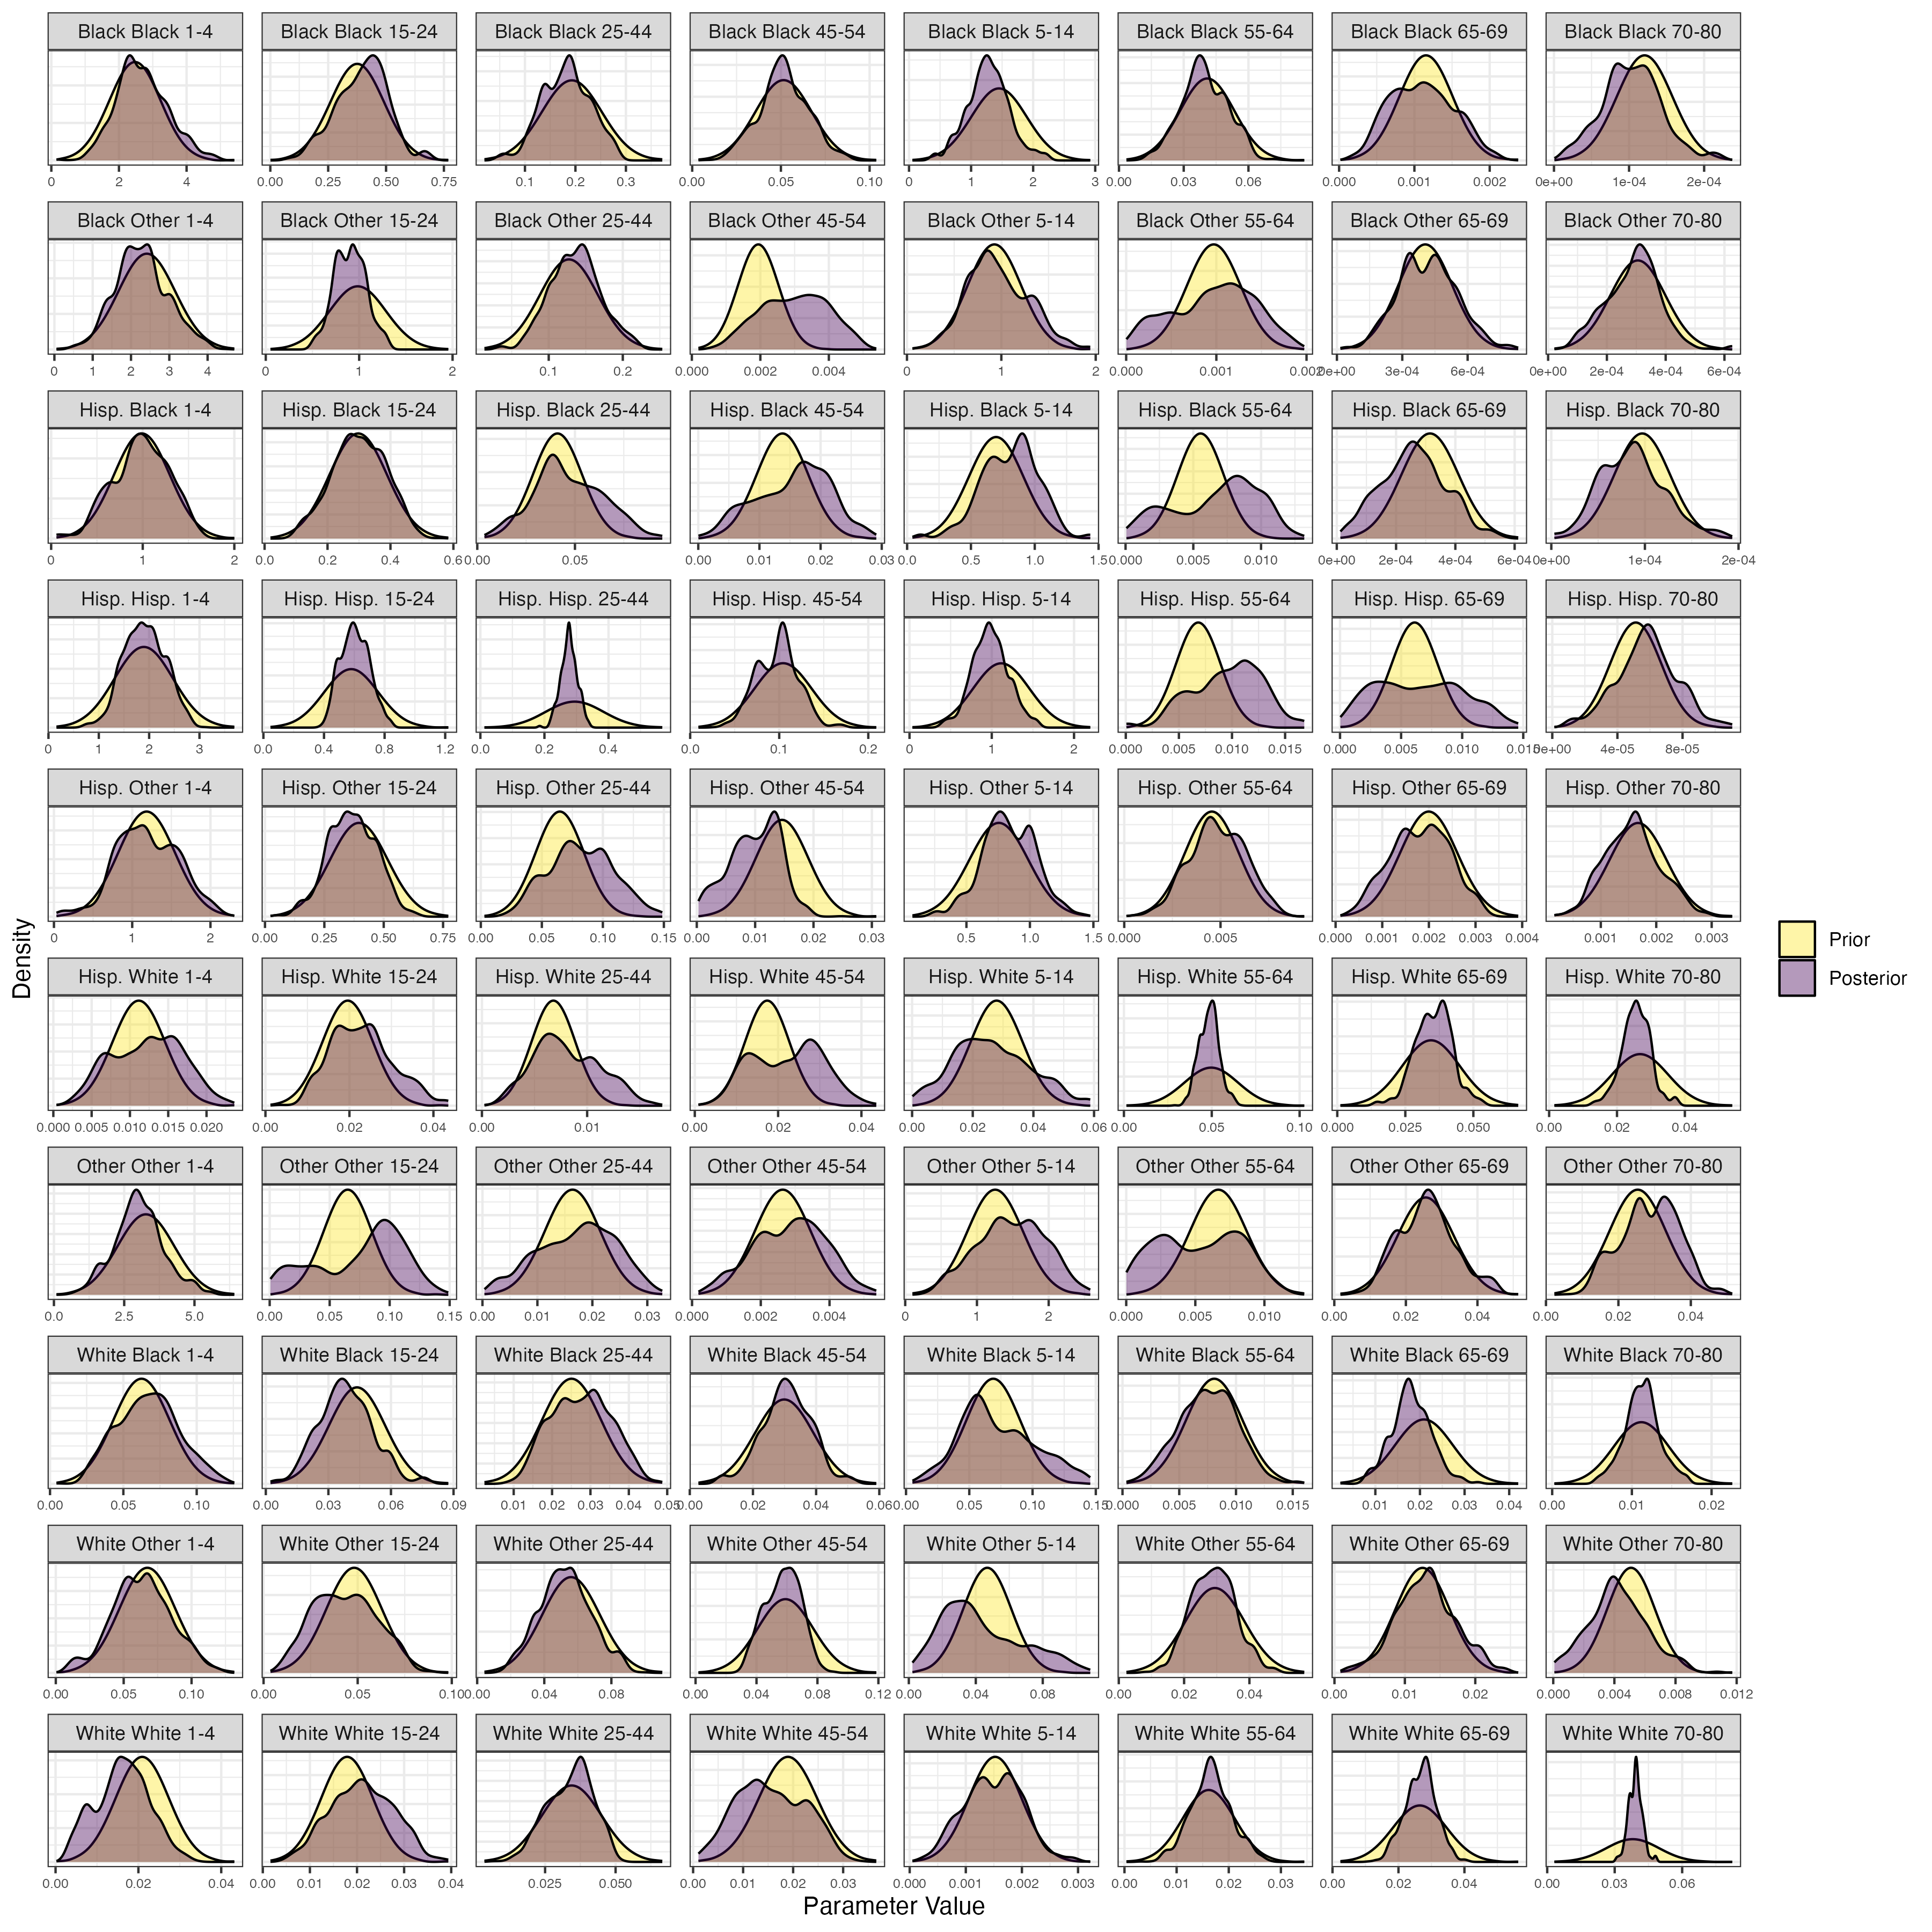 Black Black 1-4 Black Black 15-24 Black Black 25-44 Black Black 45-54 Black Black 5-14 Black Black 55-64 Black Black 65-69 Black Black 70-80
0 2 4 0.00 0.25 0.50 0.75 0.1 0.2 0.3 0.00 0.05 0.10 0 1 2 3 0.00 0.03 0.06 0.000 0.001 0.002 0e+00 1e-04 2e-04
Black Other 1-4 Black Other 15-24 Black Other 25-44 Black Other 45-54 Black Other 5-14 Black Other 55-64 Black Other 65-69 Black Other 70-80
0 1 2 3 4 0 1 2 0.1 0.2 0.000 0.002 0.004 0 1 2 0.000 0.001 0.002 0e+00 3e-04 6e-04 0e+00 2e-04 4e-04 6e-04
Hisp. Black 1-4 Hisp. Black 15-24 Hisp. Black 25-44 Hisp. Black 45-54 Hisp. Black 5-14 Hisp. Black 55-64 Hisp. Black 65-69 Hisp. Black 70-80
0 1 2 0.0 0.2 0.4 0.6 0.00 0.05 0.00 0.01 0.02 0.03 0.0 0.5 1.0 1.5 0.000 0.005 0.010 0e+00 2e-04 4e-04 6e-04 0e+00 1e-04 2e-04
Hisp. Hisp. 1-4 Hisp. Hisp. 15-24 Hisp. Hisp. 25-44 Hisp. Hisp. 45-54 Hisp. Hisp. 5-14 Hisp. Hisp. 55-64 Hisp. Hisp. 65-69 Hisp. Hisp. 70-80
0 1 2 3 0.0 0.4 0.8 1.2 0.0 0.2 0.4 0.0 0.1 0.2 0 1 2 0.000 0.005 0.010 0.015 0.000 0.005 0.010 0.015 0e+00 4e-05 8e-05
Hisp. Other 1-4 Hisp. Other 15-24 Hisp. Other 25-44 Hisp. Other 45-54 Hisp. Other 5-14 Hisp. Other 55-64 Hisp. Other 65-69 Hisp. Other 70-80
0 1 2 0.00 0.25 0.50 0.75 0.00 0.05 0.10 0.15 0.00 0.01 0.02 0.03 0.5 1.0 1.5 0.000 0.005 0.000 0.001 0.002 0.003 0.004 0.001 0.002 0.003
Density
Prior
Posterior
Hisp. White 1-4 Hisp. White 15-24 Hisp. White 25-44 Hisp. White 45-54 Hisp. White 5-14 Hisp. White 55-64 Hisp. White 65-69 Hisp. White 70-80
0.000 0.005 0.010 0.015 0.020 0.00 0.02 0.04 0.00 0.01 0.00 0.02 0.04 0.00 0.02 0.04 0.06 0.00 0.05 0.10 0.000 0.025 0.050 0.00 0.02 0.04
Other Other 1-4 Other Other 15-24 Other Other 25-44 Other Other 45-54 Other Other 5-14 Other Other 55-64 Other Other 65-69 Other Other 70-80
0.0 2.5 5.0 0.00 0.05 0.10 0.15 0.00 0.01 0.02 0.03 0.000 0.002 0.004 0 1 2 0.000 0.005 0.010 0.00 0.02 0.04 0.00 0.02 0.04
White Black 1-4 White Black 15-24 White Black 25-44 White Black 45-54 White Black 5-14 White Black 55-64 White Black 65-69 White Black 70-80
0.00 0.05 0.10 0.00 0.03 0.06 0.09 0.01 0.02 0.03 0.04 0.05 0.00 0.02 0.04 0.06 0.00 0.05 0.10 0.15 0.000 0.005 0.010 0.015 0.01 0.02 0.03 0.04 0.00 0.01 0.02
White Other 1-4 White Other 15-24 White Other 25-44 White Other 45-54 White Other 5-14 White Other 55-64 White Other 65-69 White Other 70-80
0.00 0.05 0.10 0.00 0.05 0.10 0.00 0.04 0.08 0.00 0.04 0.08 0.12 0.00 0.04 0.08 0.00 0.02 0.04 0.00 0.01 0.02 0.000 0.004 0.008 0.012
White White 1-4 White White 15-24 White White 25-44 White White 45-54 White White 5-14 White White 55-64 White White 65-69 White White 70-80
0.00 0.02 0.04 0.00 0.01 0.02 0.03 0.04 0.025 0.050 0.00 0.01 0.02 0.03 0.000 0.001 0.002 0.003 0.00 0.01 0.02 0.03 0.00 0.02 0.04 0.00 0.03 0.06
Parameter Value